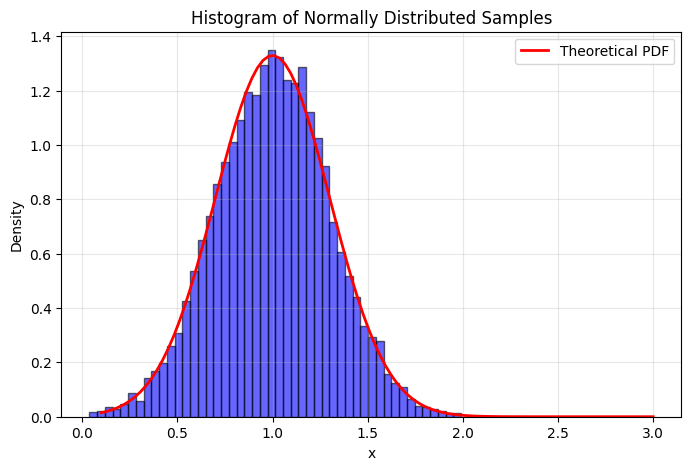 Histogram of Normally Distributed Samples
Theoretical PDF
Density
1.4
1.2
1.0
0.8
0.6
0.4
0.2
0.0
0.0 0.5 1.0 1.5 2.0 2.5 3.0
x